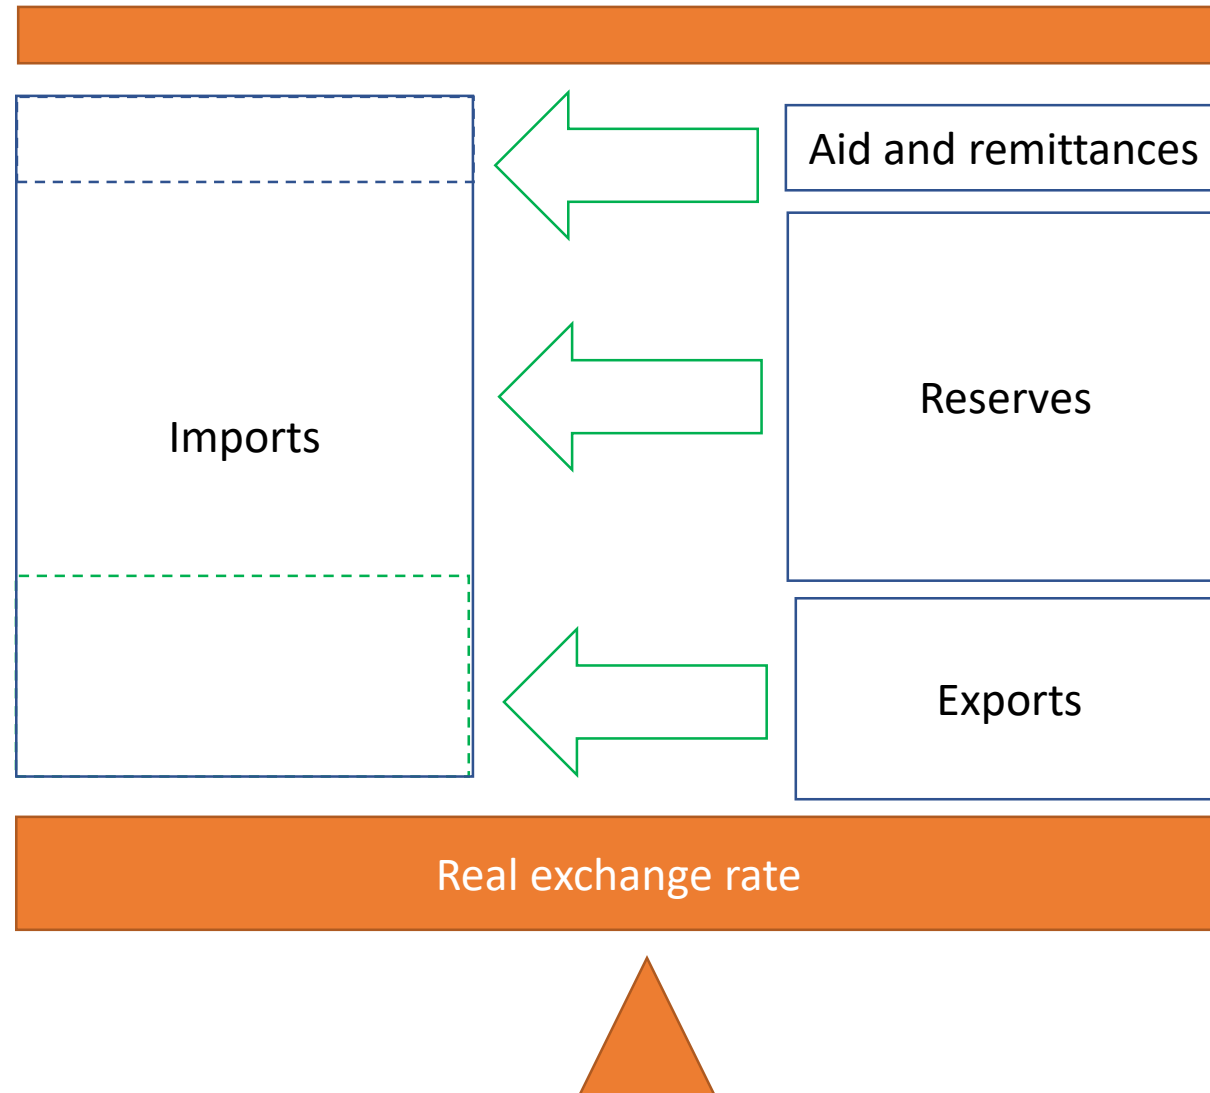 Aid and remittances
Reserves
Imports
Exports
Real exchange rate